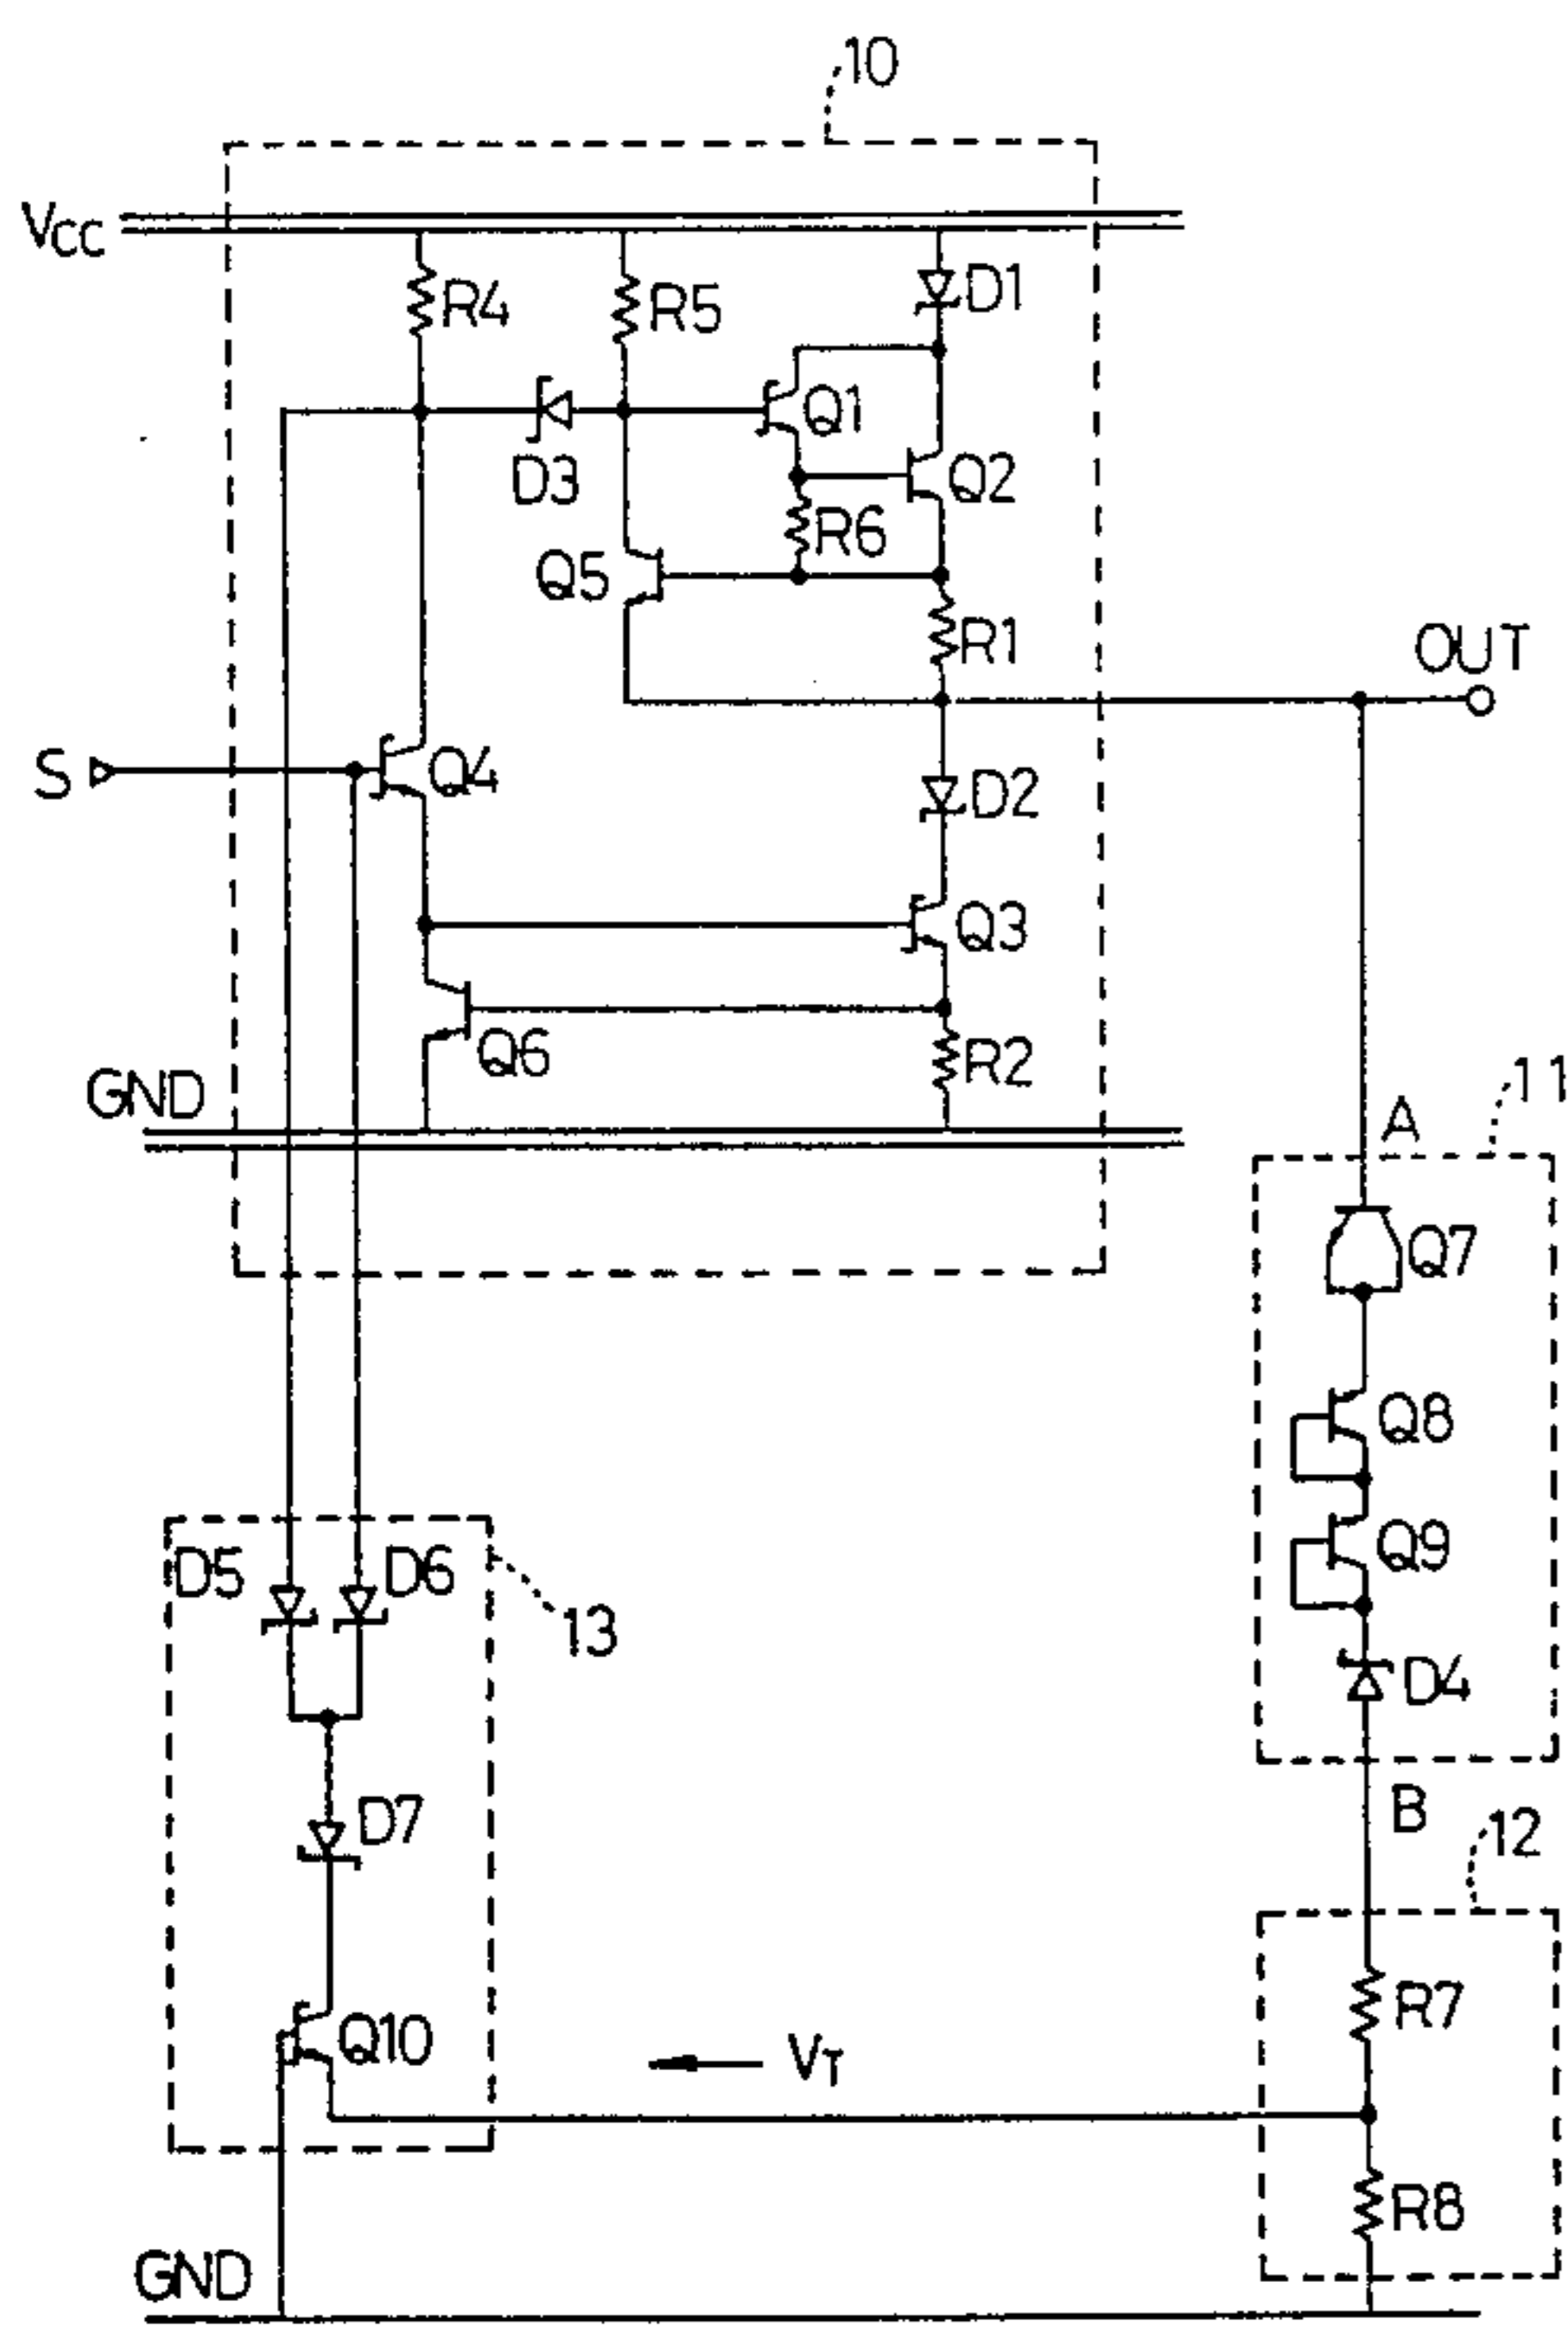 10
VCC
R4
R5
D1
Q1
D3
Q2
R6
Q5
R1
OUT
S
Q4
D2
Q3
Q6
R2
GND
11
A
Q7
Q8
D5
D6
Q9
13
D4
D7
B
12
R7
Q10
VT
R8
GND